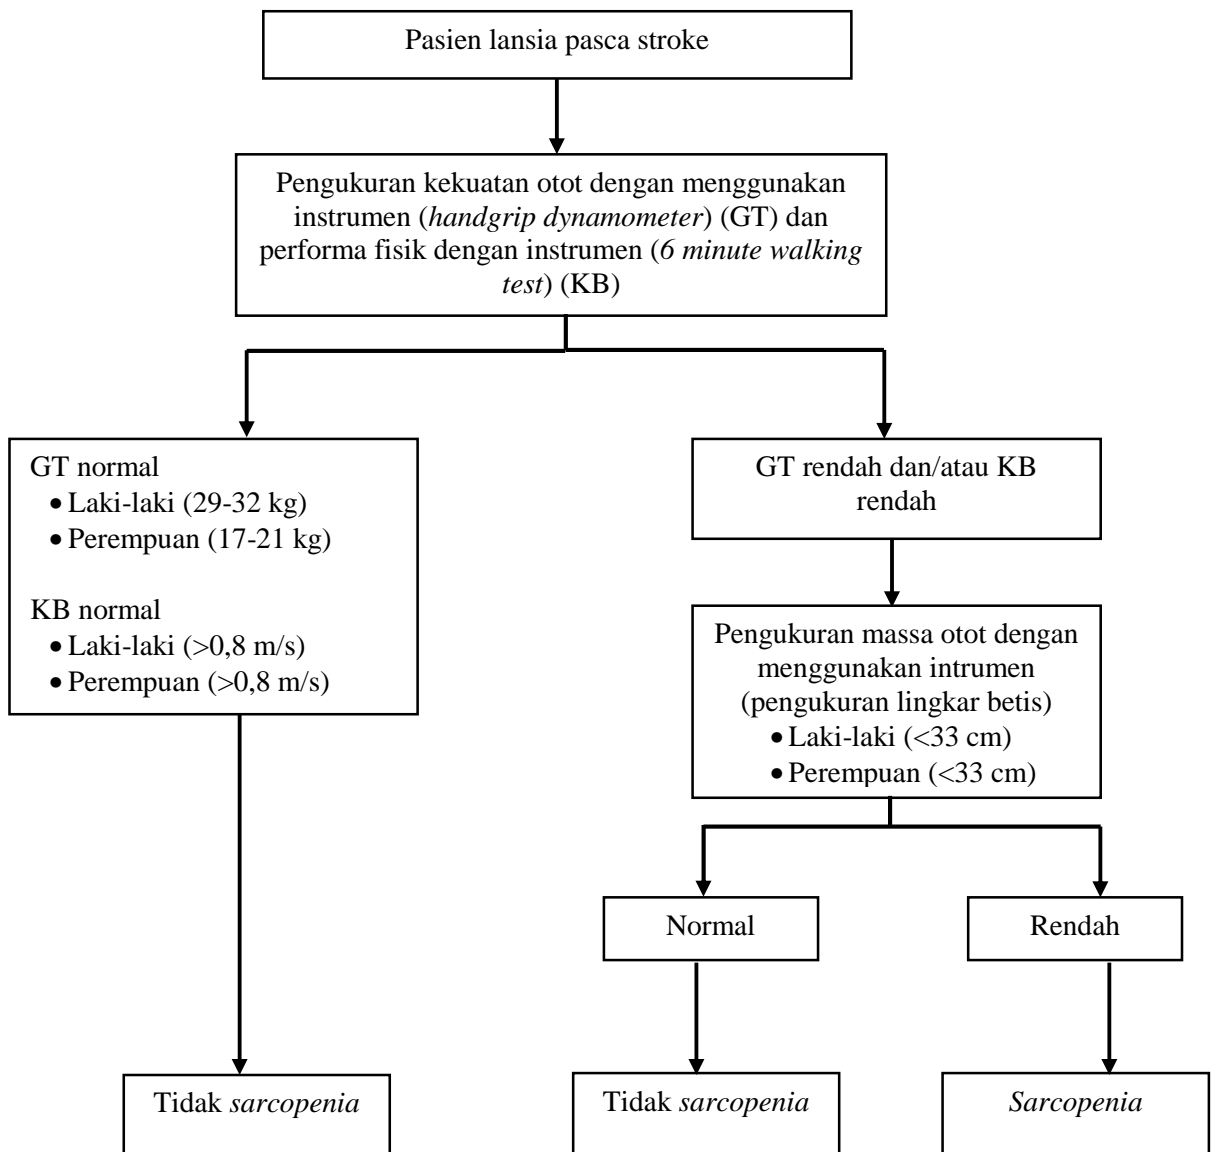 Pasien lansia pasca stroke
Pengukuran kekuatan otot dengan menggunakan
instrumen (handgrip dynamometer) (GT) dan
performa fisik dengan instrumen (6 minute walking
test) (KB)
GT normal
• Laki-laki (29-32 kg)
• Perempuan (17-21 kg)
KB normal
• Laki-laki (>0,8 m/s)
• Perempuan (>0,8 m/s)
GT rendah dan/atau KB
rendah
Pengukuran massa otot dengan
menggunakan intrumen
(pengukuran lingkar betis)
• Laki-laki (<33 cm)
• Perempuan (<33 cm)
Normal
Rendah
Tidak sarcopenia
Tidak sarcopenia
Sarcopenia